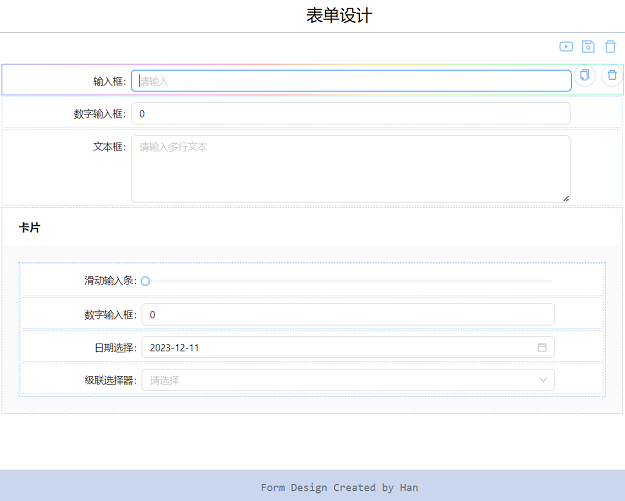 表单设计
输入框: 请输入
数字输入框: 0
文本框: 请输入多行文本
卡片
滑动输入条:
数字输入框: 0
日期选择: 2023-12-11
级联选择器: 请选择
Form Design Created by Han